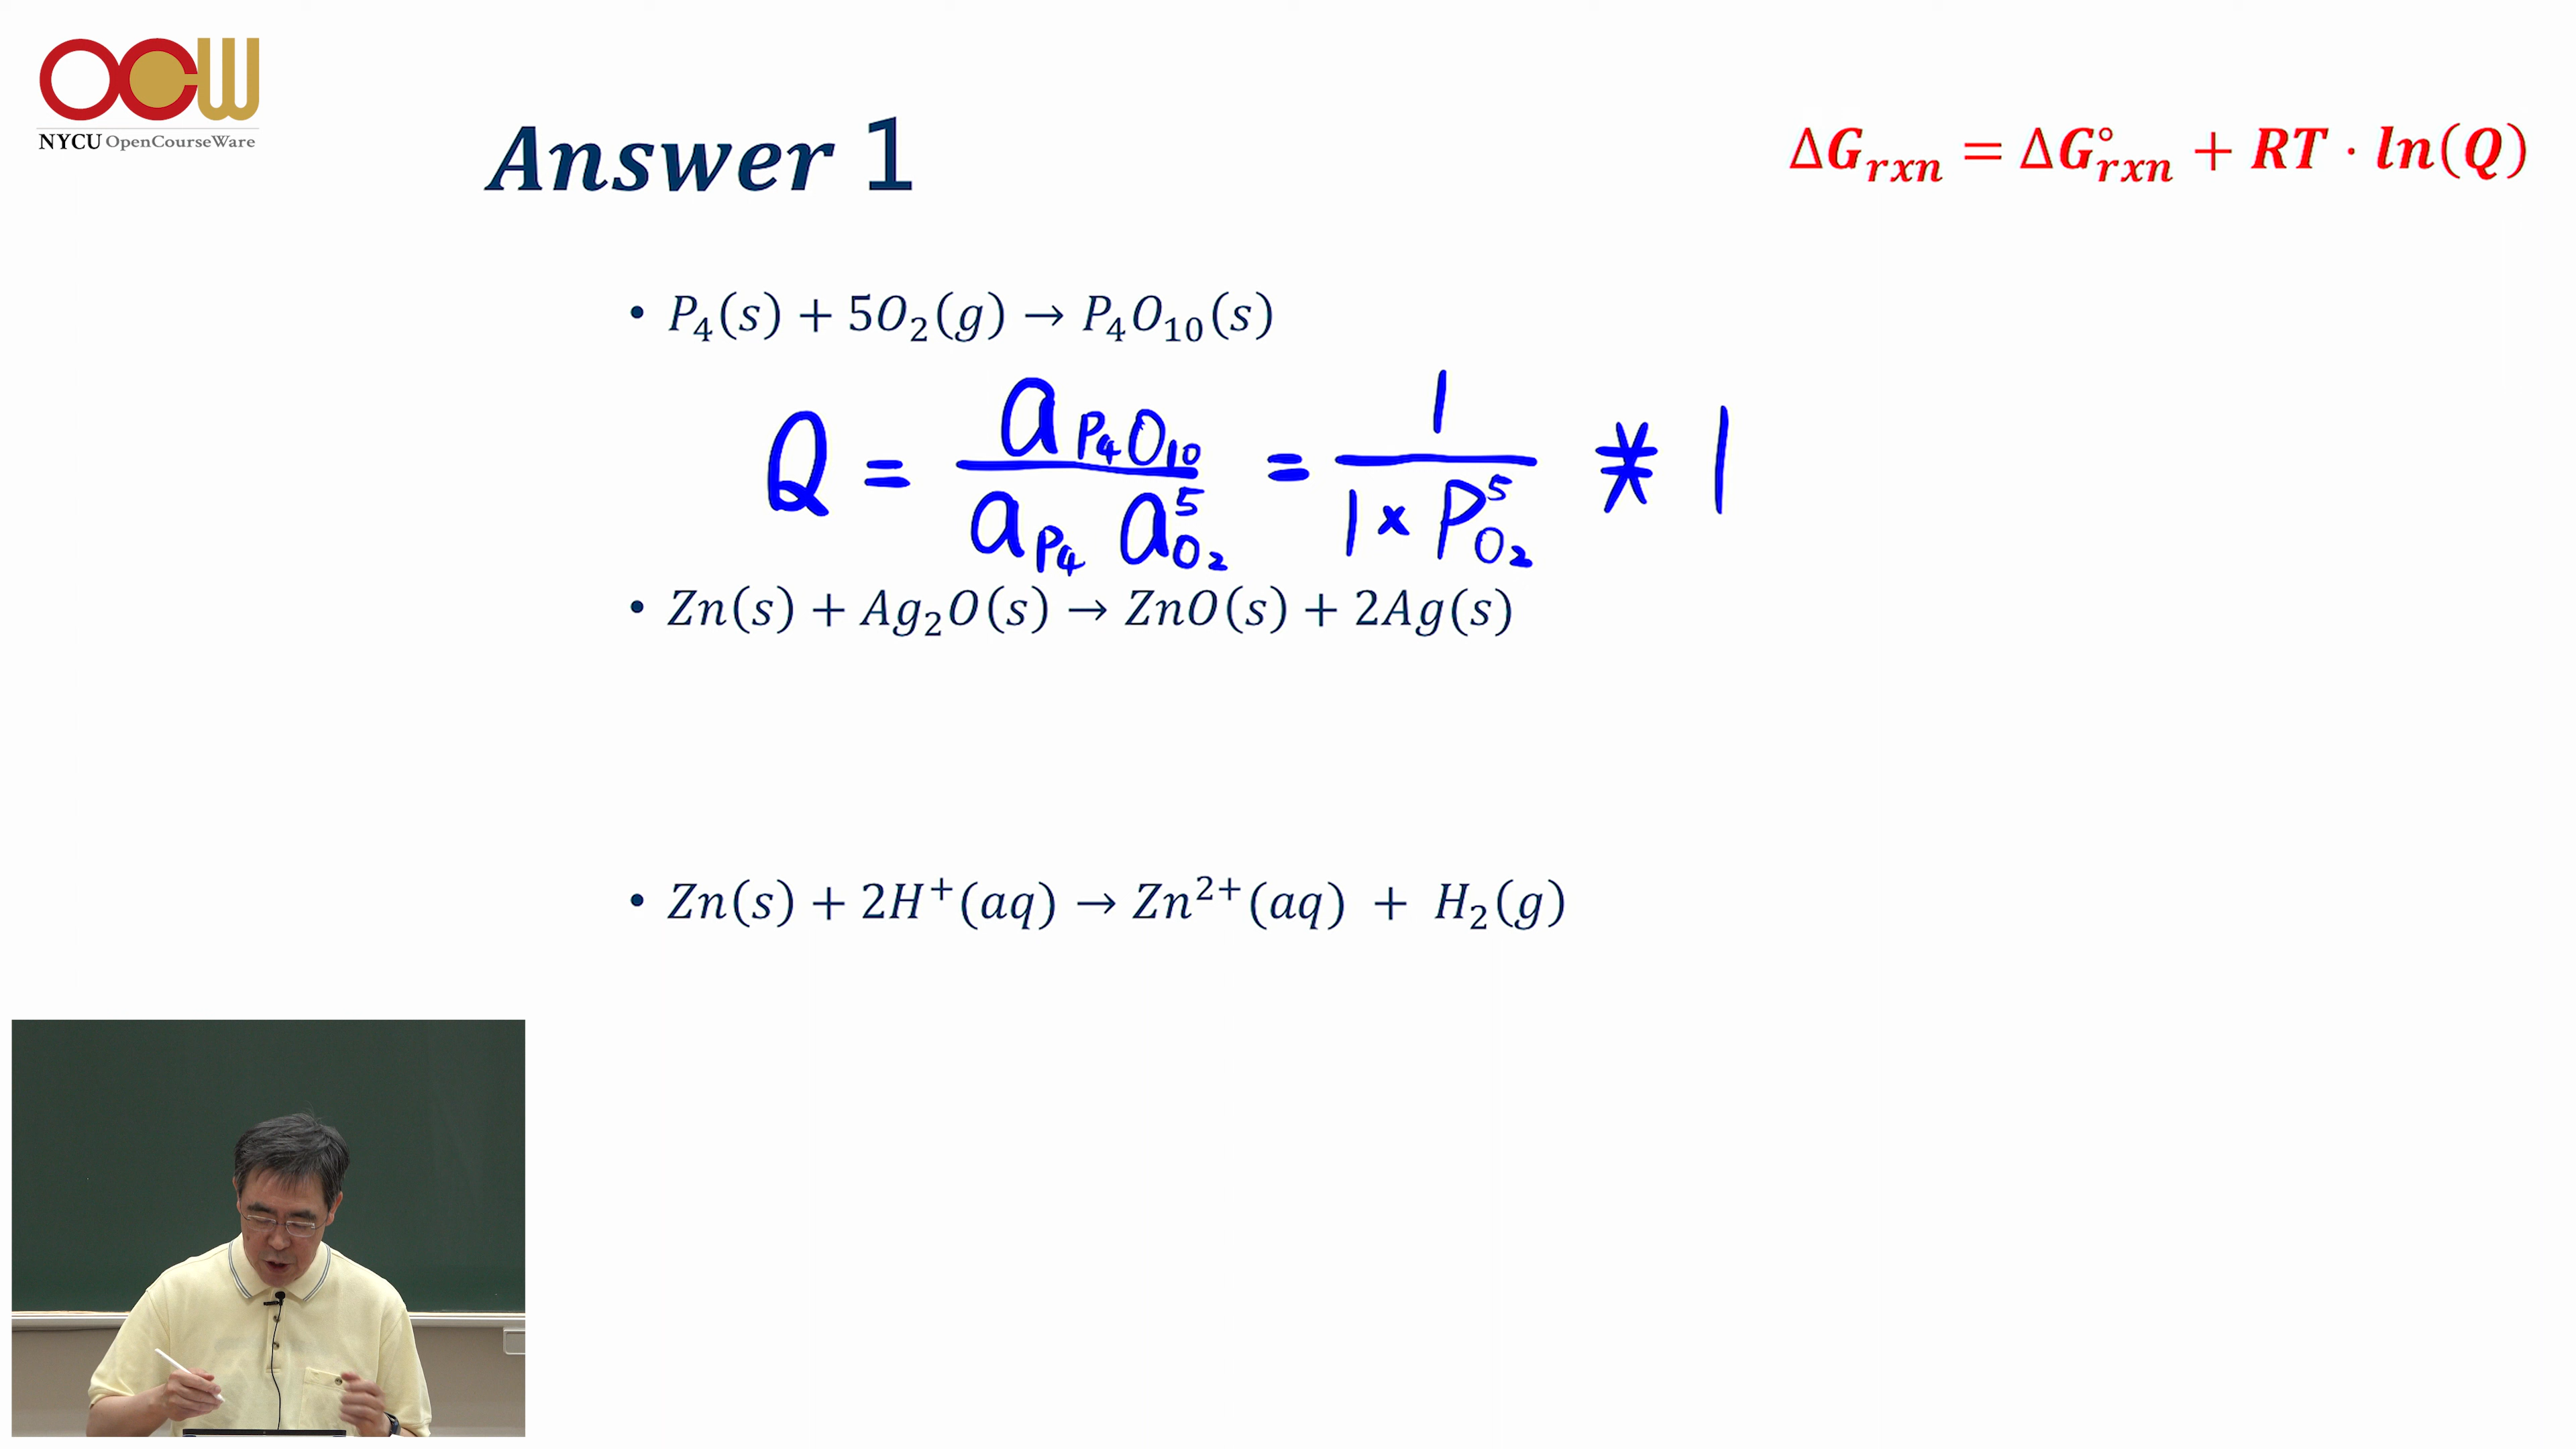 OCW
NYCU OpenCourseWare
Answer 1
ΔG_rxn = ΔG°_rxn + RT · ln(Q)
• P₄(s) + 5O₂(g) → P₄O₁₀(s)
Q = a_P₄O₁₀ / (a_P₄ a⁵_O₂) = 1 / (1 × P⁵_O₂) ≠ 1
• Zn(s) + Ag₂O(s) → ZnO(s) + 2Ag(s)
• Zn(s) + 2H⁺(aq) → Zn²⁺(aq) + H₂(g)